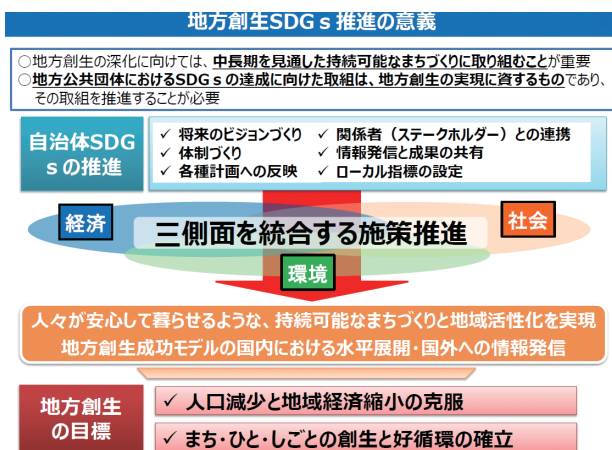 地方創生SDGｓ推進の意義
○地方創生の深化に向けては、中長期を見通した持続可能なまちづくりに取り組むことが重要
○地方公共団体におけるSDGｓの達成に向けた取組は、地方創生の実現に資するものであり、
その取組を推進することが必要
自治体SDG
ｓの推進
✓ 将来のビジョンづくり
✓ 体制づくり
✓ 各種計画への反映
✓ 関係者（ステークホルダー）との連携
✓ 情報発信と成果の共有
✓ ローカル指標の設定
経済
社会
三側面を統合する施策推進
環境
人々が安心して暮らせるような、持続可能なまちづくりと地域活性化を実現
地方創生成功モデルの国内における水平展開・国外への情報発信
地方創生
の目標
✓ 人口減少と地域経済縮小の克服
✓ まち・ひと・しごとの創生と好循環の確立